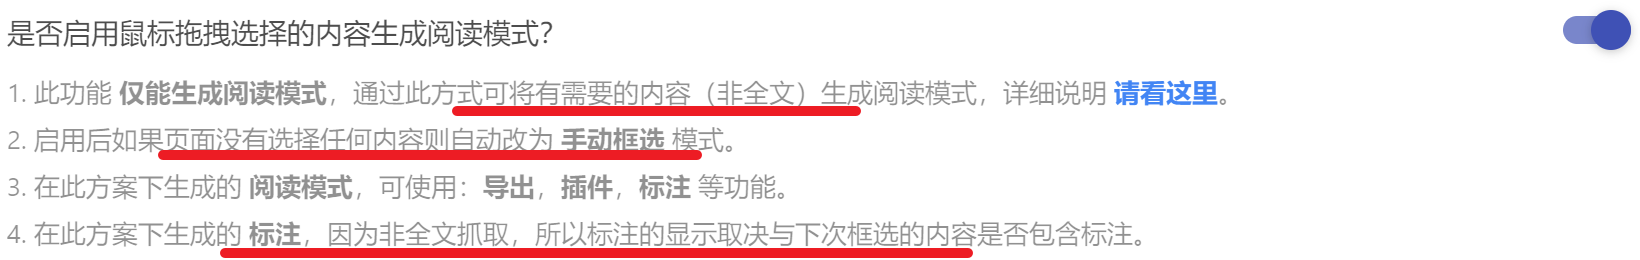 是否启用鼠标拖拽选择的内容生成阅读模式？
1. 此功能 仅能生成阅读模式，通过此方式可将有需要的内容（非全文）生成阅读模式，详细说明 请看这里。
2. 启用后如果页面没有选择任何内容则自动改为 手动框选 模式。
3. 在此方案下生成的 阅读模式，可使用：导出，插件，标注 等功能。
4. 在此方案下生成的 标注，因为非全文抓取，所以标注的显示取决与下次框选的内容是否包含标注。